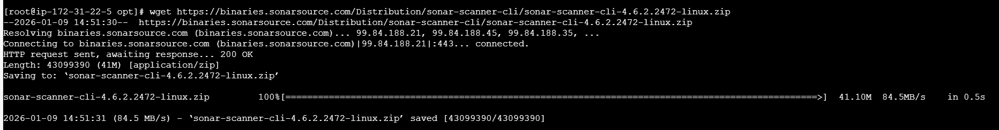 [root@ip-172-31-22-5 opt]# wget https://binaries.sonarsource.com/Distribution/sonar-scanner-cli/sonar-scanner-cli-4.6.2.2472-linux.zip
--2026-01-09 14:51:30--  https://binaries.sonarsource.com/Distribution/sonar-scanner-cli/sonar-scanner-cli-4.6.2.2472-linux.zip
Resolving binaries.sonarsource.com (binaries.sonarsource.com)... 99.84.188.21, 99.84.188.45, 99.84.188.35, ...
Connecting to binaries.sonarsource.com (binaries.sonarsource.com)|99.84.188.21|:443... connected.
HTTP request sent, awaiting response... 200 OK
Length: 43099390 (41M) [application/zip]
Saving to: ‘sonar-scanner-cli-4.6.2.2472-linux.zip’
sonar-scanner-cli-4.6.2.2472-linux.zip         100%[==================================================================================================>]  41.10M  84.5MB/s    in 0.5s
2026-01-09 14:51:31 (84.5 MB/s) - ‘sonar-scanner-cli-4.6.2.2472-linux.zip’ saved [43099390/43099390]